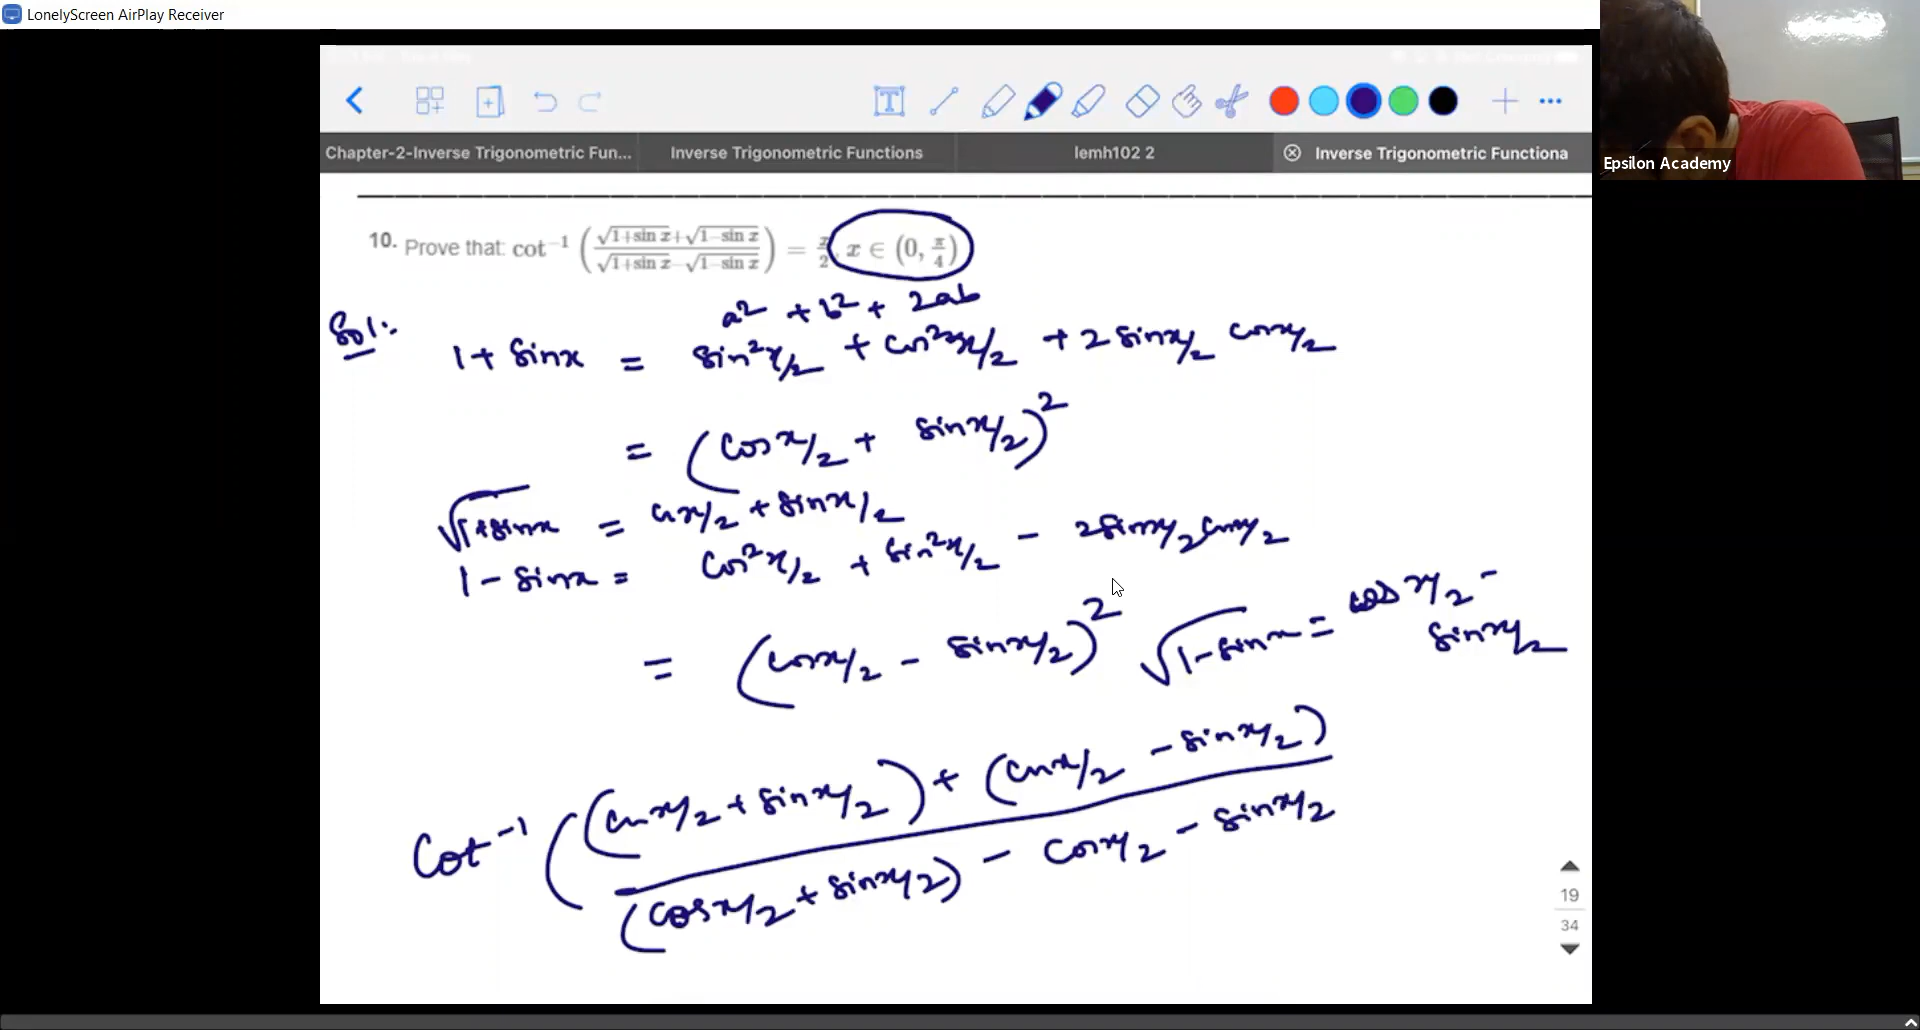 LonelyScreen AirPlay Receiver
Epsilon Academy
Chapter-2-Inverse Trigonometric Fun... Inverse Trigonometric Functions lemh102 2 Inverse Trigonometric Functiona
10. Prove that: cot⁻¹ ( (√1+sin x + √1−sin x) / (√1+sin x − √1−sin x) ) = x/2, x ∈ (0, π/4)
Sol:
a² + b² + 2ab
1 + sinx = sin²x/2 + cos²x/2 + 2 sinx/2 cosx/2
= (cosx/2 + sinx/2)²
√1+sinx = cosx/2 + sinx/2
1 − sinx = cos²x/2 + sin²x/2 − 2sinx/2 cosx/2
= (cosx/2 − sinx/2)² √1−sinx = cosx/2 − sinx/2
Cot⁻¹ ( ((cosx/2 + sinx/2) + (cosx/2 − sinx/2)) / ((cosx/2 + sinx/2) − cosx/2 − sinx/2
19
34